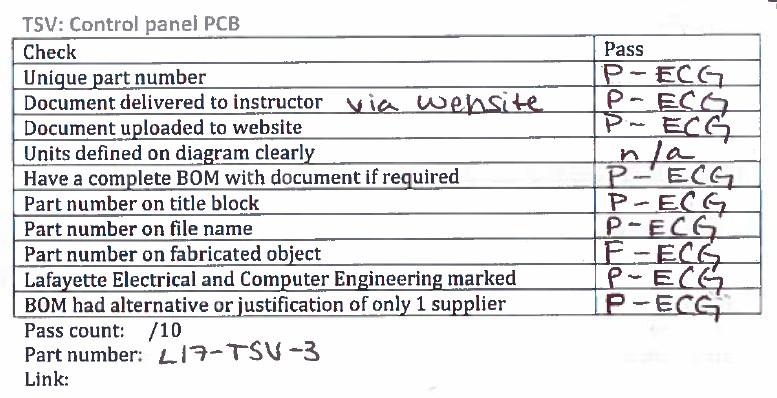 TSV: Control panel PCB
Check Pass
Unique part number P - ECG
Document delivered to instructor via website P - ECG
Document uploaded to website P - ECG
Units defined on diagram clearly n/a
Have a complete BOM with document if required P - ECG
Part number on title block P - ECG
Part number on file name P - ECG
Part number on fabricated object F - ECG
Lafayette Electrical and Computer Engineering marked P - ECG
BOM had alternative or justification of only 1 supplier P - ECG
Pass count: /10
Part number: L17-TSV-3
Link: